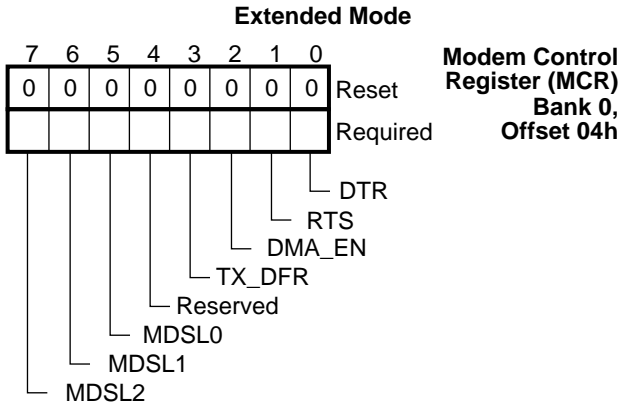 Extended Mode
7 6 5 4 3 2 1 0
0 0 0 0 0 0 0 0 Reset
Required
Modem Control
Register (MCR)
Bank 0,
Offset 04h
DTR
RTS
DMA_EN
TX_DFR
Reserved
MDSL0
MDSL1
MDSL2